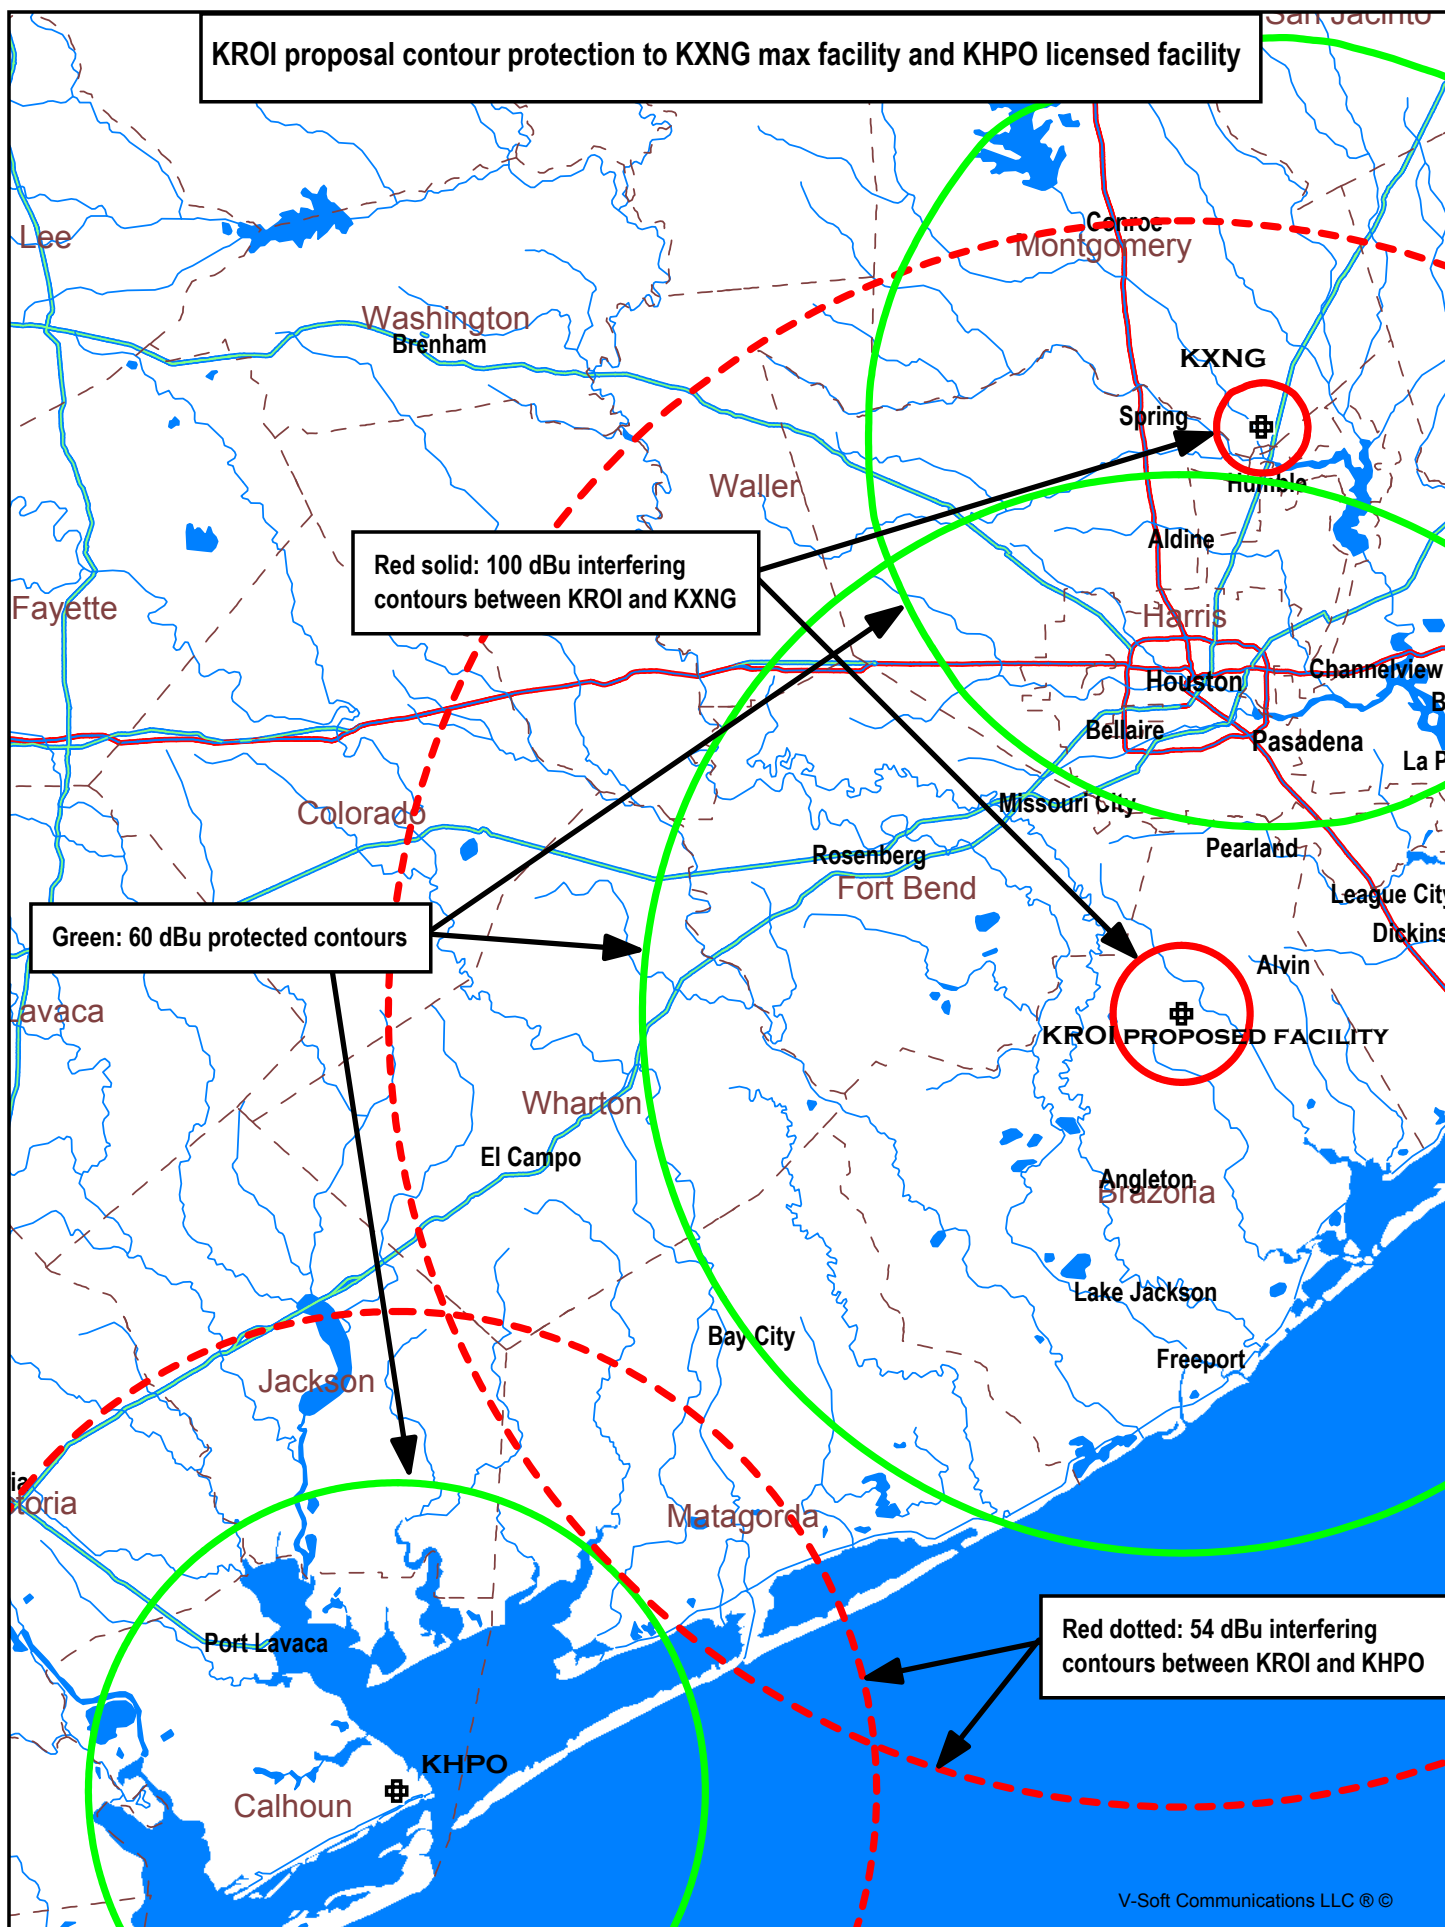 San Jacinto
KROI proposal contour protection to KXNG max facility and KHPO licensed facility
Conroe
Montgomery
Lee
Washington
Brenham
KXNG
Spring
Waller
Humble
Aldine
Red solid: 100 dBu interfering
contours between KROI and KXNG
Fayette
Harris
Channelview
Houston
B
Bellaire
Pasadena
La P
Missouri City
Colorado
Pearland
Rosenberg
Fort Bend
League City
Green: 60 dBu protected contours
Dickins
Alvin
avaca
KROI PROPOSED FACILITY
Wharton
El Campo
Angleton
Brazoria
Lake Jackson
Bay City
Freeport
Jackson
ia
toria
Matagorda
Port Lavaca
Red dotted: 54 dBu interfering
contours between KROI and KHPO
KHPO
Calhoun
V-Soft Communications LLC ® ©